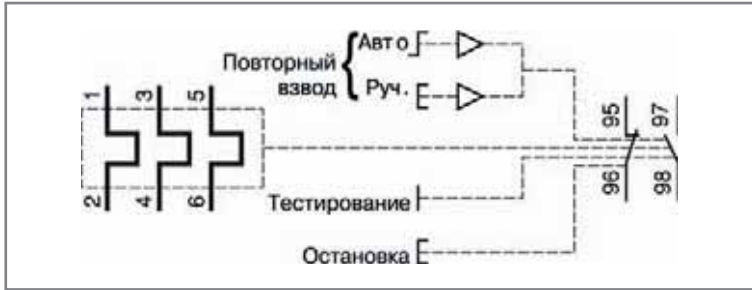 Авто
Повторный
взвод
Руч.
1 3 5
95 97
2 4 6
96 98
Тестирование
Остановка